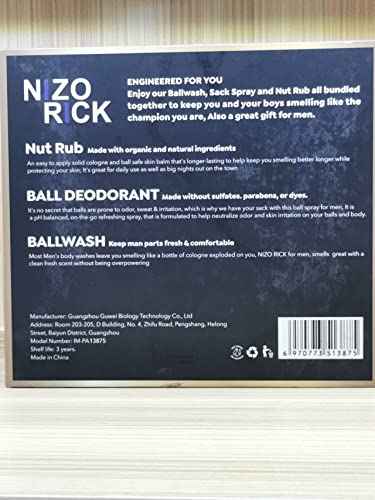 NIZO
RICK
ENGINEERED FOR YOU
Enjoy our Ballwash, Sack Spray and Nut Rub all bundled
together to keep you and your boys smelling like the
champion you are, Also a great gift for men.
Nut Rub Made with organic and natural ingredients
An easy to apply solid cologne and ball safe skin balm that's longer-lasting to help keep you smelling better longer while
protecting your skin; It's great for daily use as well as big nights out on the town
BALL DEODORANT Made without sulfates, parabens, or dyes.
It's no secret that balls are prone to odor, sweat & irritation, which is why we have your sack with this ball spray for men, It is
a pH balanced, on-the-go refreshing spray, that is formulated to help neutralize odor and skin irritation on your balls and body.
BALLWASH Keep man parts fresh & comfortable
Most Men's body washes leave you smelling like a bottle of cologne exploded on you, NIZO RICK for men, smells great with a
clean fresh scent without being overpowering
Manufacturer: Guangzhou Guwei Biology Technology Co., Ltd
Address: Room 203-205, D Building, No. 4, Zhifu Road, Pengshang, Helong
Street, Baiyun District, Guangzhou
Model Number: IM-PA13875
Shelf life: 3 years.
Made in China
6 970773 513875